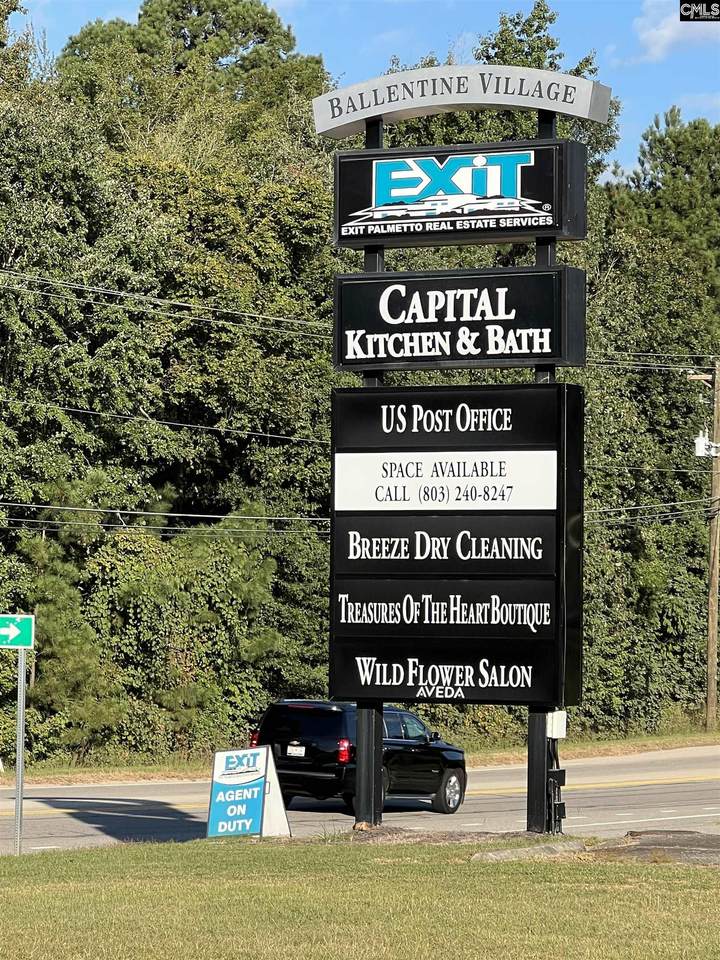 CMLS
BALLENTINE VILLAGE
EXIT
®
EXIT PALMETTO REAL ESTATE SERVICES
CAPITAL
KITCHEN & BATH
US POST OFFICE
SPACE AVAILABLE
CALL (803) 240-8247
BREEZE DRY CLEANING
TREASURES OF THE HEART BOUTIQUE
WILD FLOWER SALON
AVEDA
EXIT
AGENT
ON
DUTY